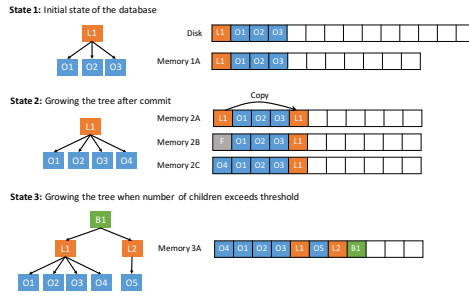 State 1: Initial state of the database
L1
O1 O2 O3
Disk L1 O1 O2 O3
Memory 1A L1 O1 O2 O3
State 2: Growing the tree after commit
Copy
L1
O1 O2 O3 O4
Memory 2A L1 O1 O2 O3 L1
Memory 2B F O1 O2 O3 L1
Memory 2C O4 O1 O2 O3 L1
State 3: Growing the tree when number of children exceeds threshold
B1
L1 L2
O1 O2 O3 O4 O5
Memory 3A O4 O1 O2 O3 L1 O5 L2 B1